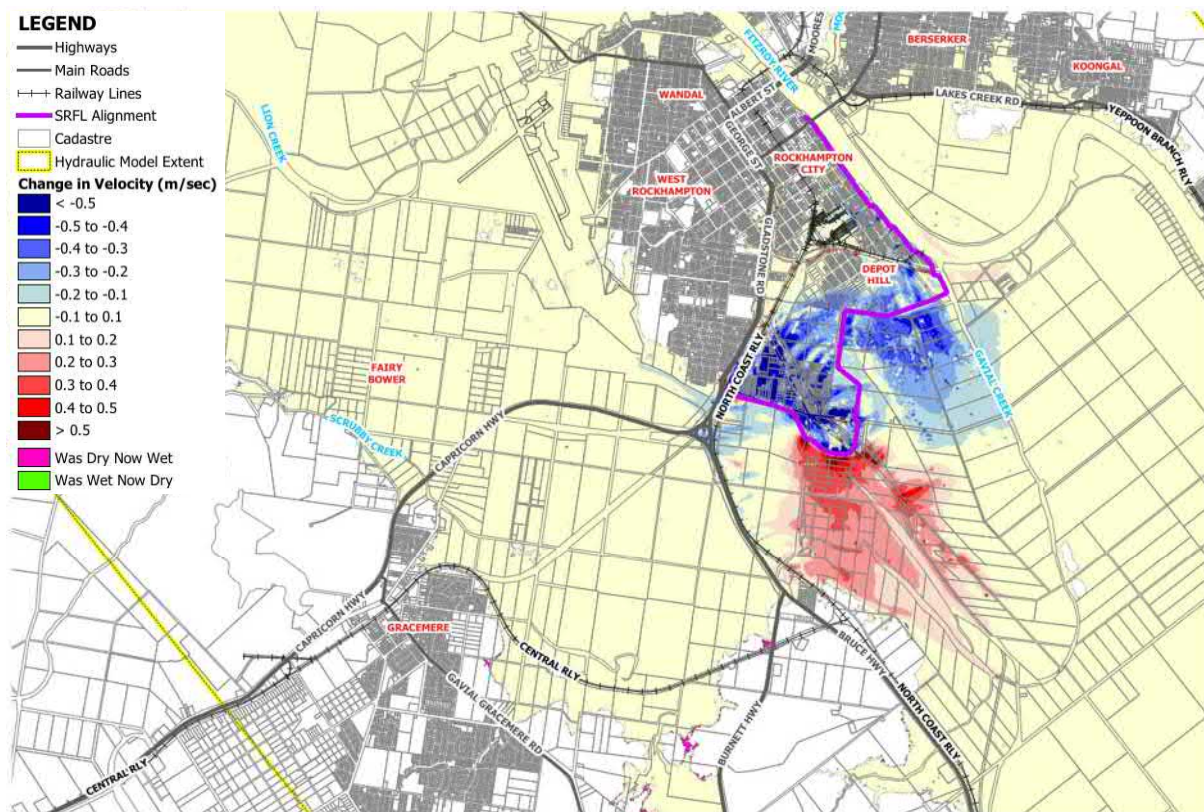 LEGEND
Highways
Main Roads
Railway Lines
SRFL Alignment
Cadastre
Hydraulic Model Extent
Change in Velocity (m/sec)
< -0.5
-0.5 to -0.4
-0.4 to -0.3
-0.3 to -0.2
-0.2 to -0.1
-0.1 to 0.1
0.1 to 0.2
0.2 to 0.3
0.3 to 0.4
0.4 to 0.5
> 0.5
Was Dry Now Wet
Was Wet Now Dry
FITZROY RIVER
MOORES
BERSERKER
KOONGAL
WANDAL
ALBERT ST
LAKES CREEK RD
YEPPOON BRANCH RLY
LION CREEK
GEORGE ST
ROCKHAMPTON
CITY
WEST
ROCKHAMPTON
GLADSTONE RD
DEPOT
HILL
NORTH COAST RLY
GAVIAL CREEK
FAIRY
BOWER
SCRUBBY CREEK
CAPRICORN HWY
CAPRICORN HWY
GRACEMERE
CENTRAL RLY
BRUCE HWY
GAVIAL GRACEMERE RD
BURNETT HWY
NORTH COAST RLY
CENTRAL RLY